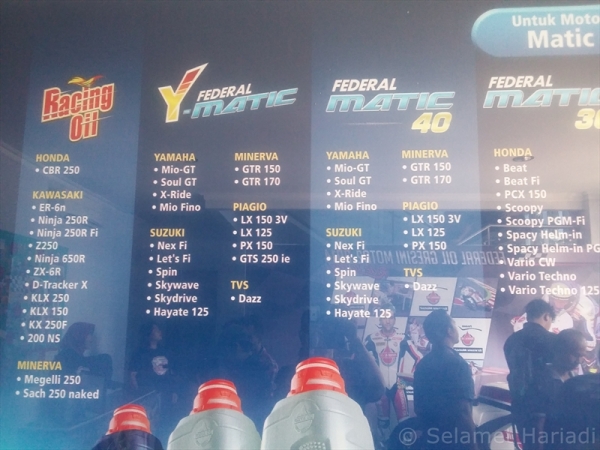 Untuk Moto
Matic
Racing
Oil
HONDA
• CBR 250
KAWASAKI
• ER-6n
• Ninja 250R
• Ninja 250R Fi
• Z250
• Ninja 650R
• ZX-6R
• D-Tracker X
• KLX 250
• KLX 150
• KX 250F
• 200 NS
MINERVA
• Megelli 250
• Sach 250 naked
FEDERAL
Y-MATIC
YAMAHA
• Mio-GT
• Soul GT
• X-Ride
• Mio Fino
SUZUKI
• Nex Fi
• Let's Fi
• Spin
• Skywave
• Skydrive
• Hayate 125
MINERVA
• GTR 150
• GTR 170
PIAGIO
• LX 150 3V
• LX 125
• PX 150
• GTS 250 ie
TVS
• Dazz
FEDERAL
MATIC
40
YAMAHA
• Mio-GT
• Soul GT
• X-Ride
• Mio Fino
SUZUKI
• Nex Fi
• Let's Fi
• Spin
• Skywave
• Skydrive
• Hayate 125
MINERVA
• GTR 150
• GTR 170
PIAGIO
• LX 150 3V
• LX 125
• PX 150
TVS
• Dazz
FEDERAL
MATIC
30
HONDA
• Beat
• Beat Fi
• PCX 150
• Scoopy
• Scoopy PGM-Fi
• Spacy Helm-in
• Spacy Helm-in PG
• Vario CW
• Vario Techno
• Vario Techno 125
FEDERAL OIL GRESINI MOTO
© Selamet Hariadi